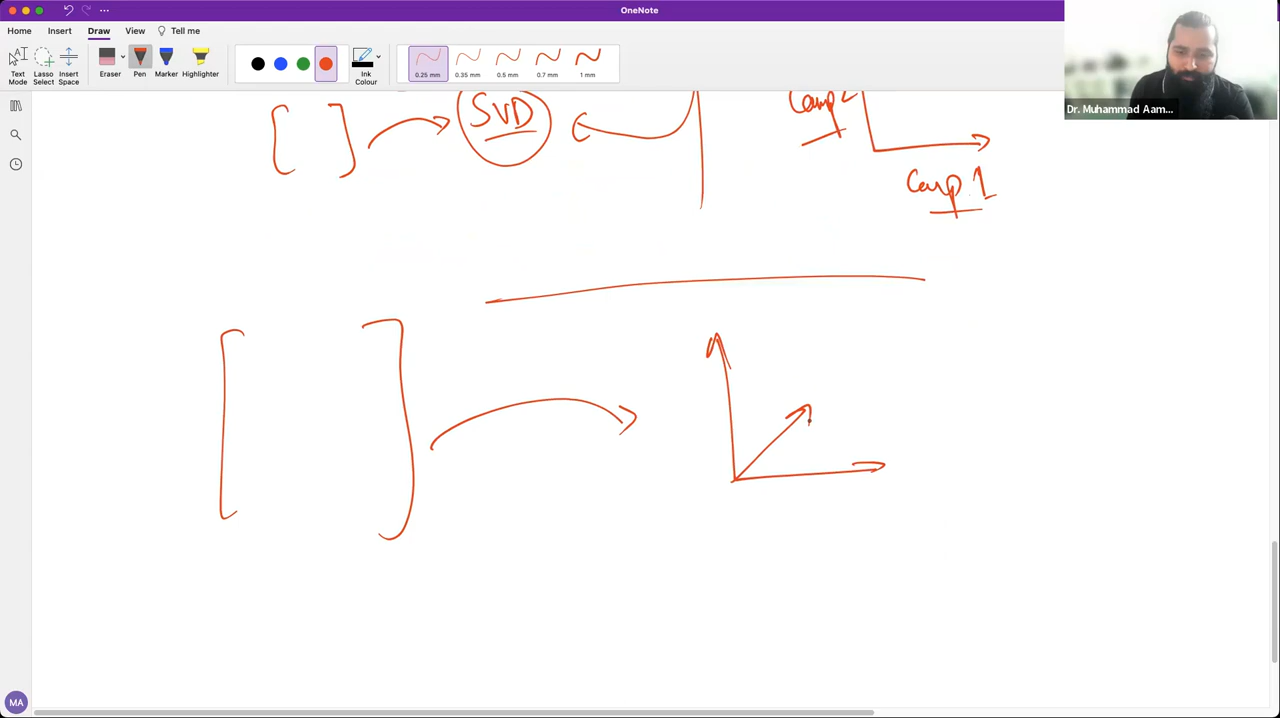 OneNote
Home Insert Draw View Tell me
Text Mode
Lasso Select
Insert Space
Eraser
Pen
Marker
Highlighter
Ink Colour
0.25 mm
0.35 mm
0.5 mm
0.7 mm
1 mm
Dr. Muhammad Aam...
SVD
Comp 2
Comp 1
MA